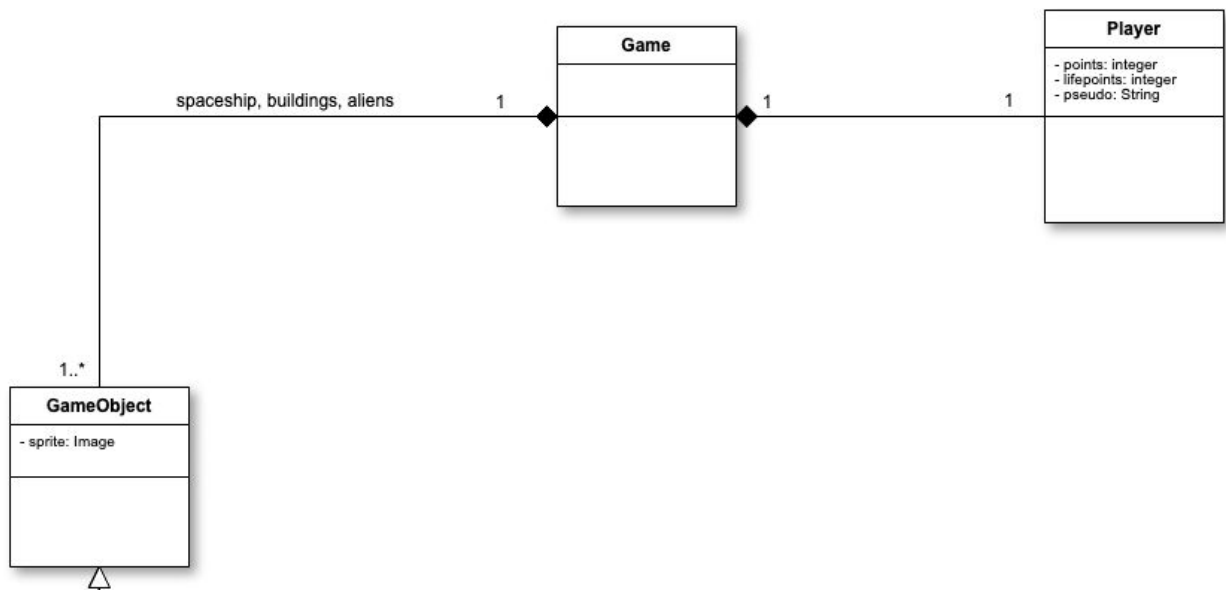 Game
Player
- points: integer
- lifepoints: integer
- pseudo: String
spaceship, buildings, aliens
1
1
1
1..*
GameObject
- sprite: Image